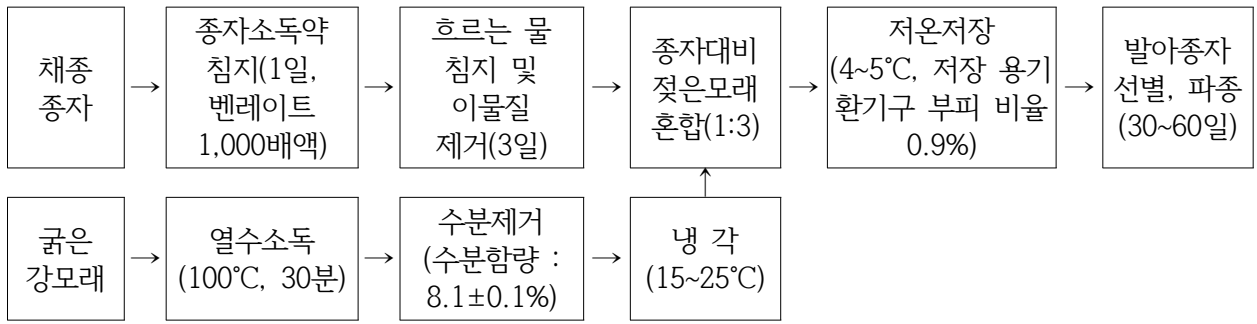 채종
종자
→
종자소독약
침지(1일,
벤레이트
1,000배액)
→
흐르는 물
침지 및
이물질
제거(3일)
→
종자대비
젖은모래
혼합(1:3)
→
저온저장
(4~5℃, 저장 용기
환기구 부피 비율
0.9%)
→
발아종자
선별, 파종
(30~60일)
↑
굵은
강모래
→
열수소독
(100℃, 30분)
→
수분제거
(수분함량 :
8.1±0.1%)
→
냉 각
(15~25℃)